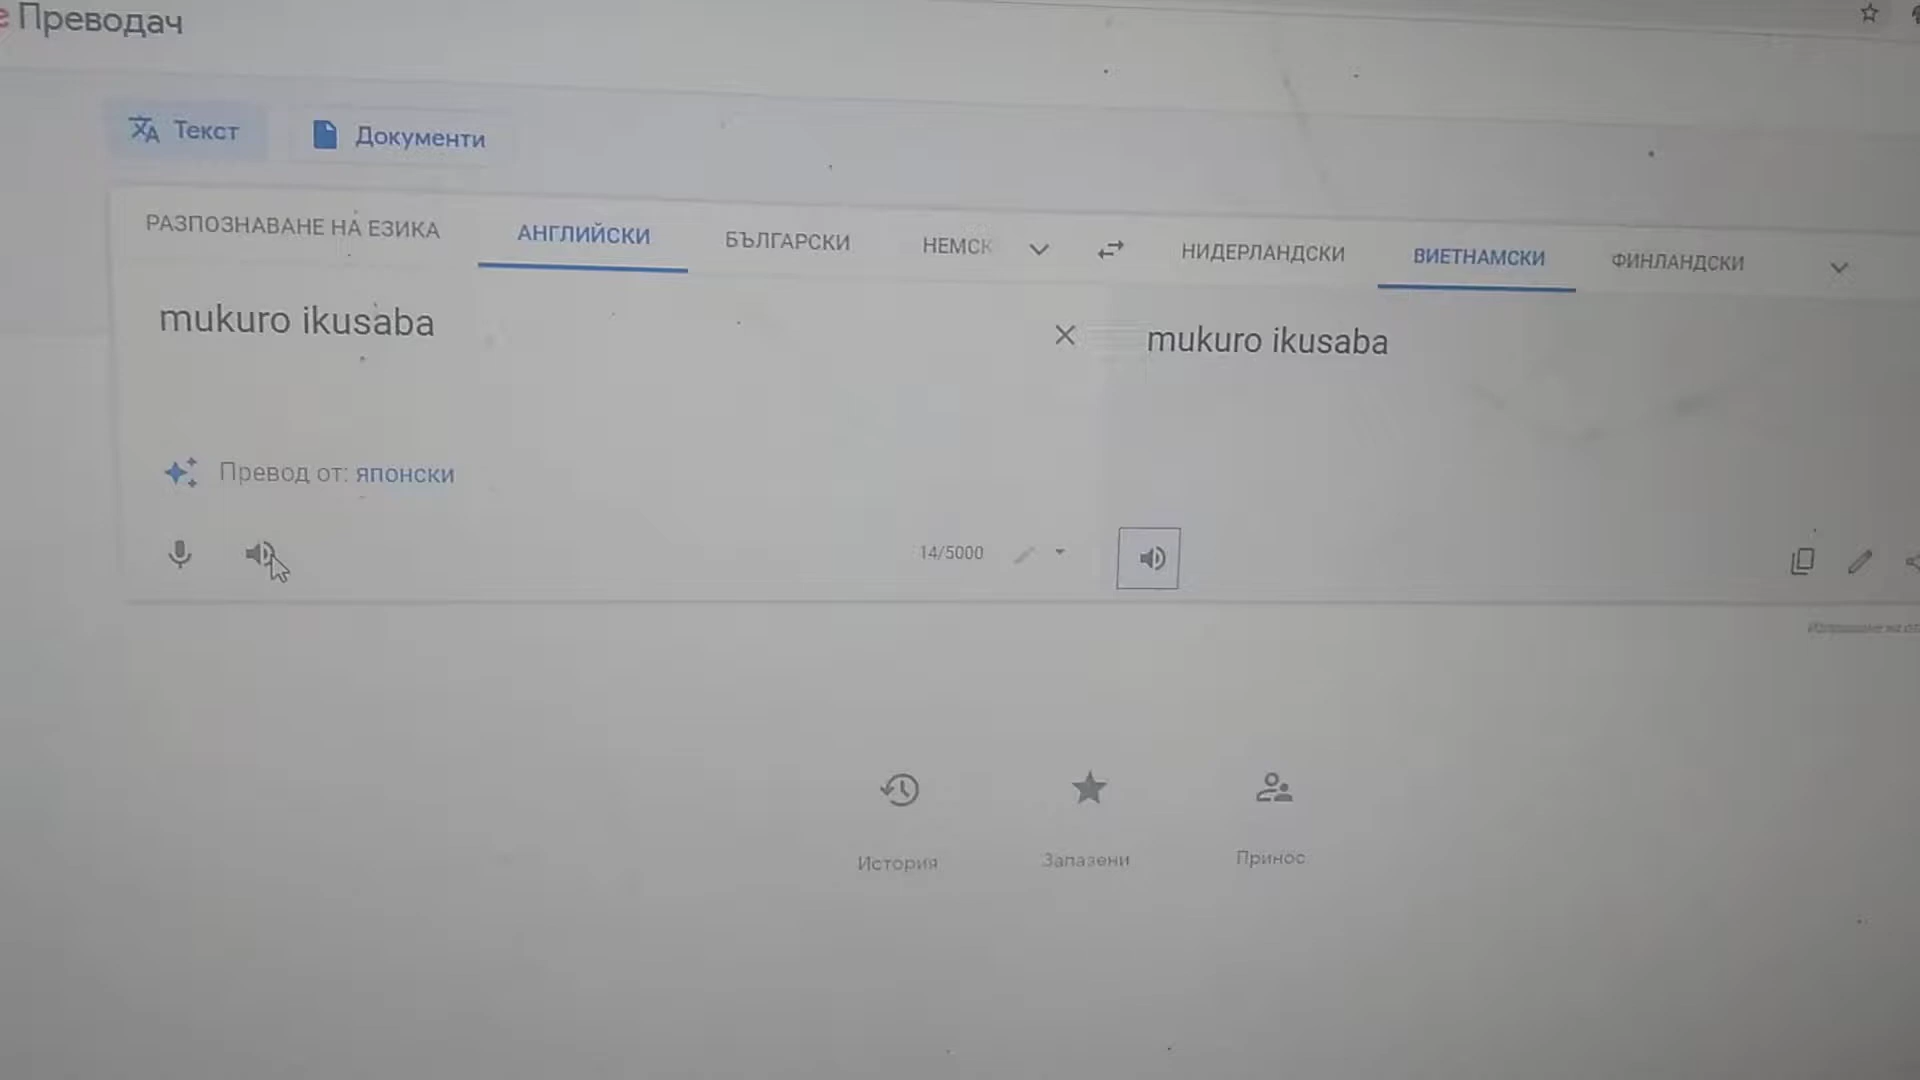 Преводач
Текст
Документи
РАЗПОЗНАВАНЕ НА ЕЗИКА
АНГЛИЙСКИ
БЪЛГАРСКИ
НЕМСК
НИДЕРЛАНДСКИ
ВИЕТНАМСКИ
ФИНЛАНДСКИ
mukuro ikusaba
mukuro ikusaba
Превод от: японски
14/5000
История
Запазени
Принос